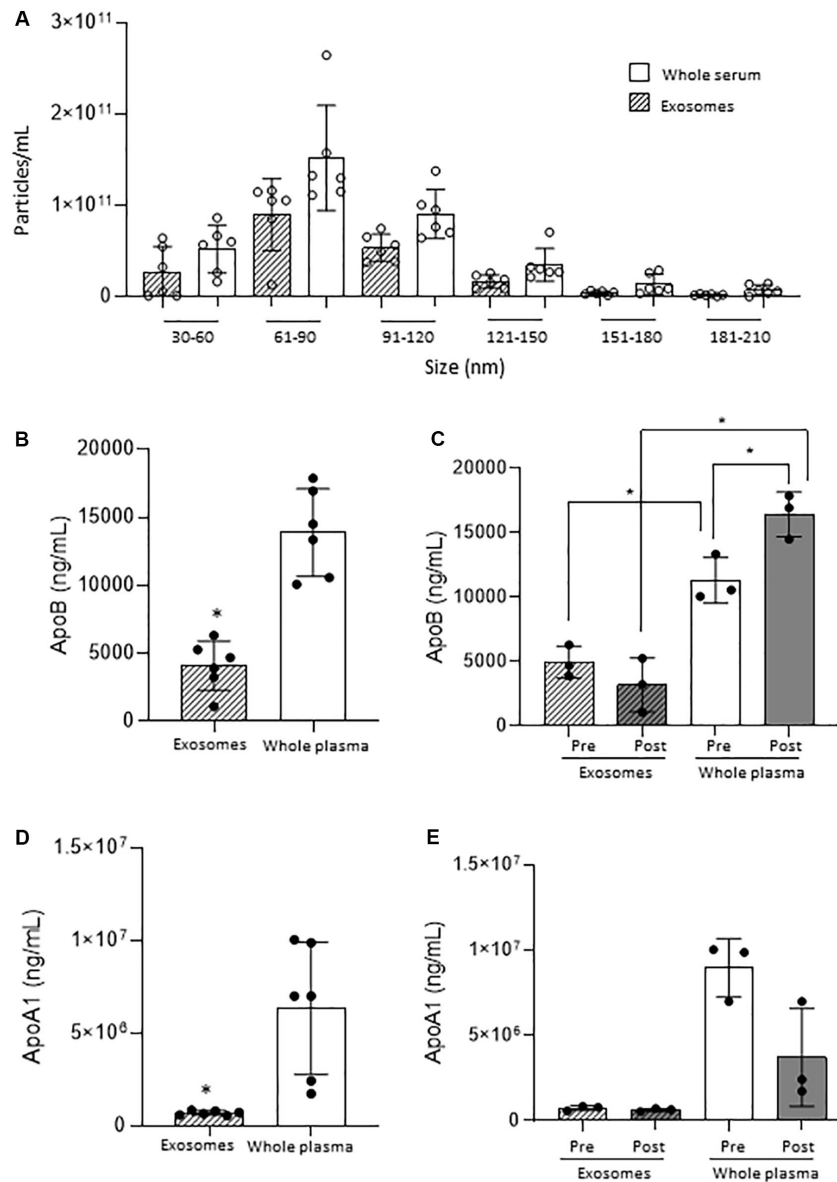 A
Particles/mL
3×10¹¹
2×10¹¹
1×10¹¹
0
Whole serum
Exosomes
30-60
61-90
91-120
121-150
151-180
181-210
Size (nm)
B
ApoB (ng/mL)
20000
15000
10000
5000
0
*
Exosomes
Whole plasma
C
ApoB (ng/mL)
20000
15000
10000
5000
0
*
*
*
Pre
Post
Pre
Post
Exosomes
Whole plasma
D
ApoA1 (ng/mL)
1.5×10⁷
1×10⁷
5×10⁶
0
*
Exosomes
Whole plasma
E
ApoA1 (ng/mL)
1.5×10⁷
1×10⁷
5×10⁶
0
Pre
Post
Pre
Post
Exosomes
Whole plasma